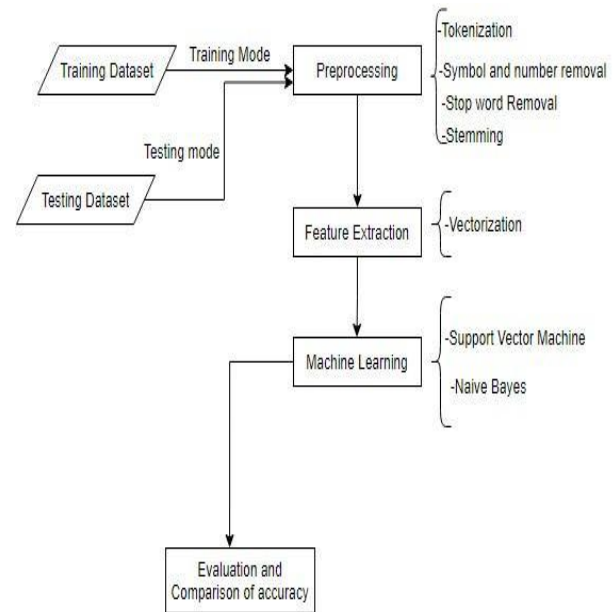 Training Dataset
Training Mode
Preprocessing
-Tokenization
-Symbol and number removal
-Stop word Removal
-Stemming
Testing mode
Testing Dataset
Feature Extraction
-Vectorization
Machine Learning
-Support Vector Machine
-Naive Bayes
Evaluation and
Comparison of accuracy